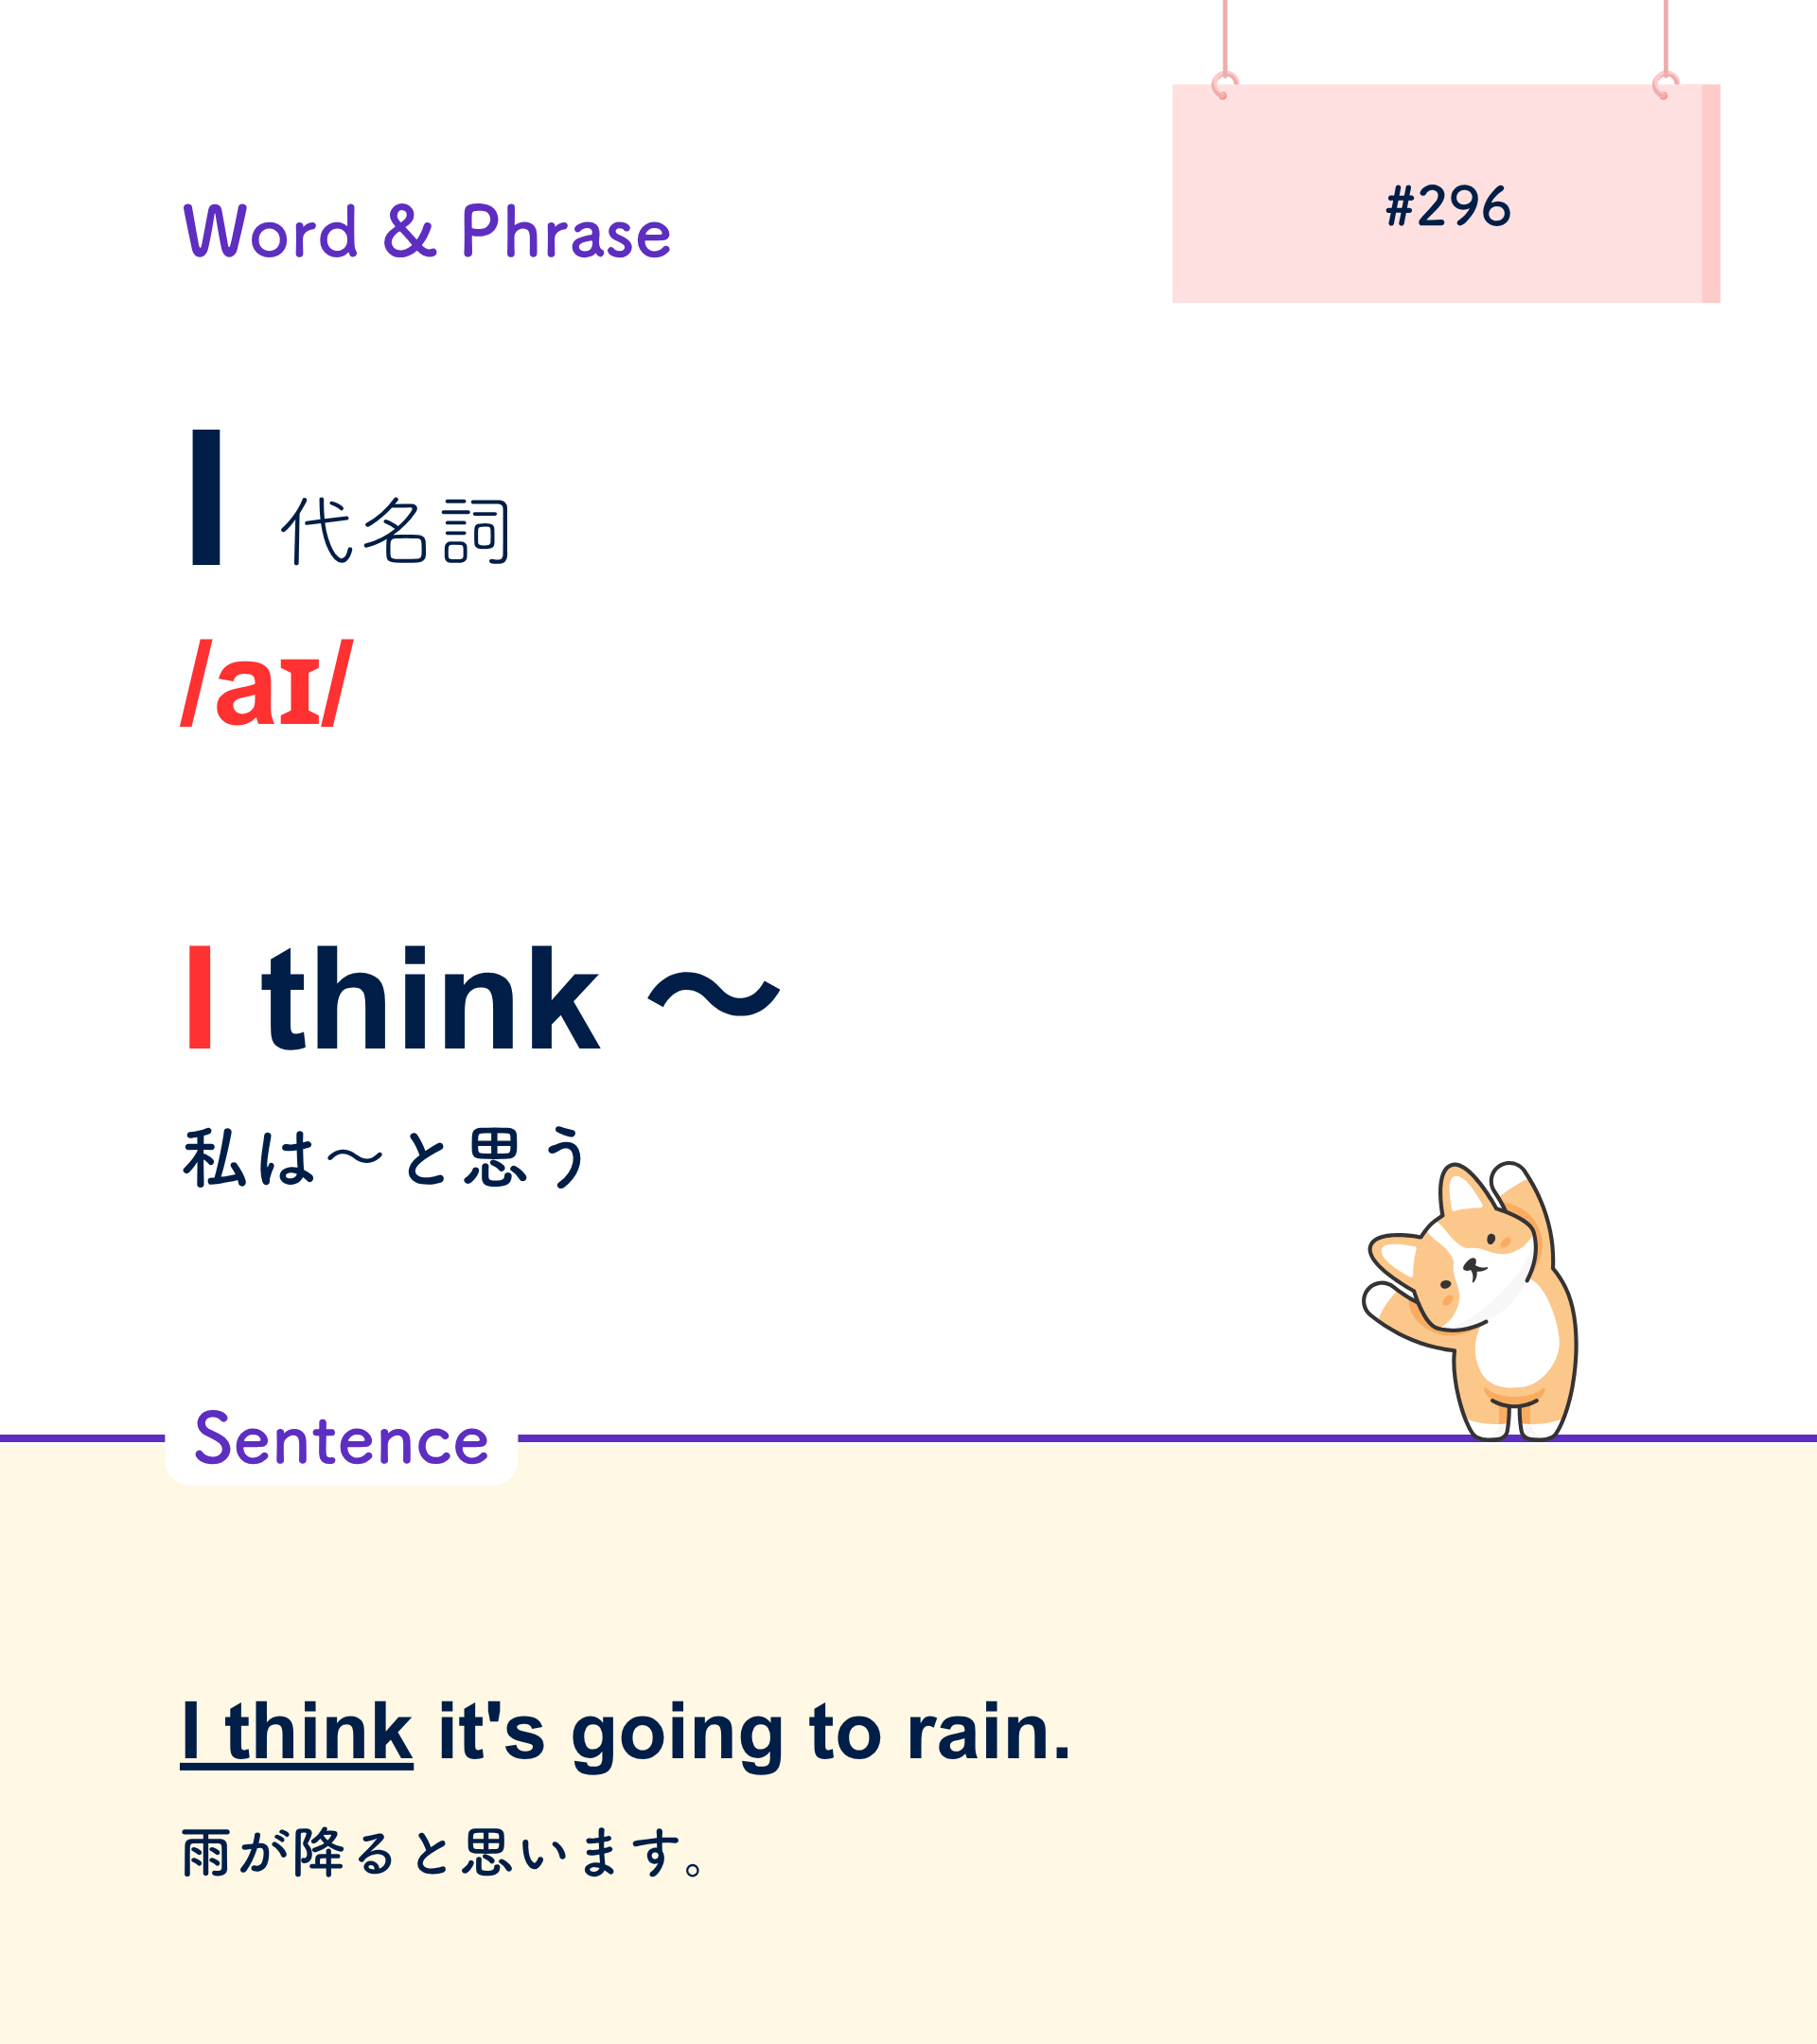 #296
Word & Phrase
I 代名詞
/aɪ/
I think 〜
私は〜と思う
Sentence
I think it's going to rain.
雨が降ると思います。